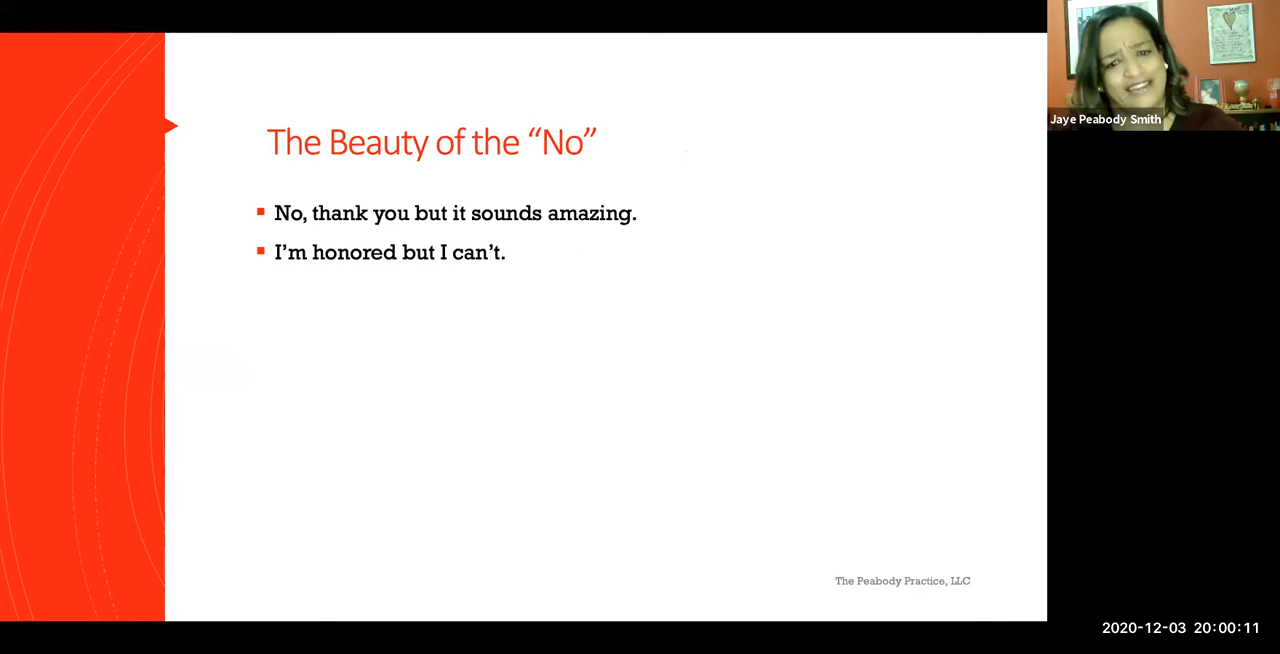 The Beauty of the “No”
No, thank you but it sounds amazing.
I’m honored but I can’t.
The Peabody Practice, LLC
Jaye Peabody Smith
2020-12-03 20:00:11